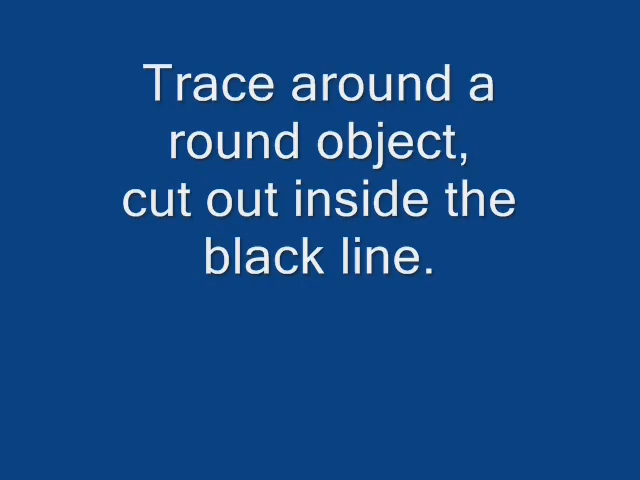 Trace around a
round object,
cut out inside the
black line.